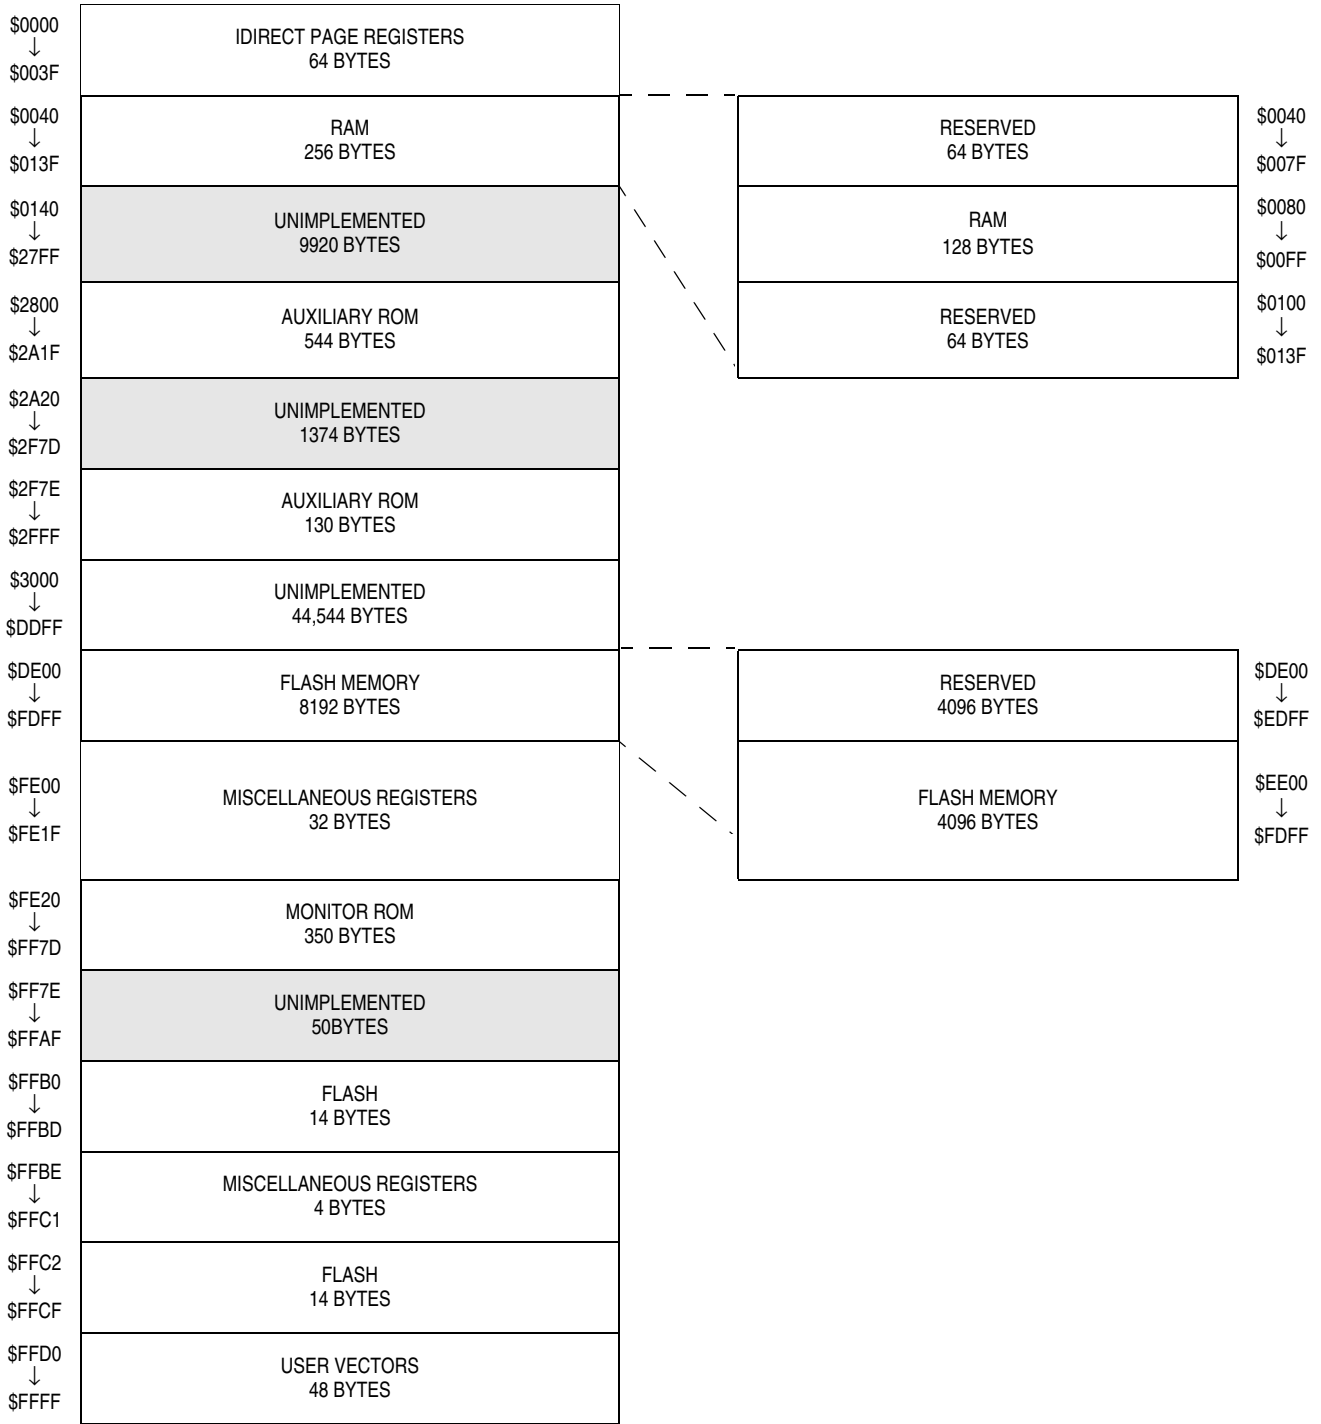 $0000
↓
$003F
IDIRECT PAGE REGISTERS
64 BYTES
$0040
↓
$013F
RAM
256 BYTES
RESERVED
64 BYTES
$0040
↓
$007F
$0140
↓
$27FF
UNIMPLEMENTED
9920 BYTES
RAM
128 BYTES
$0080
↓
$00FF
$2800
↓
$2A1F
AUXILIARY ROM
544 BYTES
RESERVED
64 BYTES
$0100
↓
$013F
$2A20
↓
$2F7D
UNIMPLEMENTED
1374 BYTES
$2F7E
↓
$2FFF
AUXILIARY ROM
130 BYTES
$3000
↓
$DDFF
UNIMPLEMENTED
44,544 BYTES
$DE00
↓
$FDFF
FLASH MEMORY
8192 BYTES
RESERVED
4096 BYTES
$DE00
↓
$EDFF
$FE00
↓
$FE1F
MISCELLANEOUS REGISTERS
32 BYTES
FLASH MEMORY
4096 BYTES
$EE00
↓
$FDFF
$FE20
↓
$FF7D
MONITOR ROM
350 BYTES
$FF7E
↓
$FFAF
UNIMPLEMENTED
50BYTES
$FFB0
↓
$FFBD
FLASH
14 BYTES
$FFBE
↓
$FFC1
MISCELLANEOUS REGISTERS
4 BYTES
$FFC2
↓
$FFCF
FLASH
14 BYTES
$FFD0
↓
$FFFF
USER VECTORS
48 BYTES